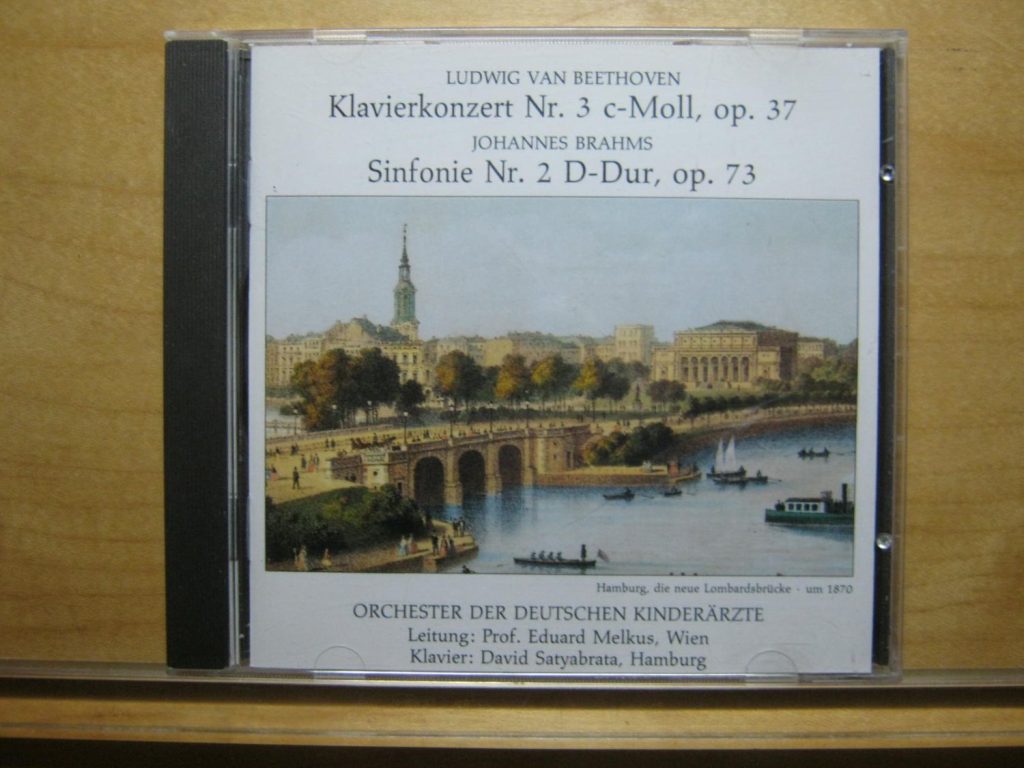 LUDWIG VAN BEETHOVEN
Klavierkonzert Nr. 3 c-Moll, op. 37
JOHANNES BRAHMS
Sinfonie Nr. 2 D-Dur, op. 73
Hamburg, die neue Lombardsbrücke - um 1870
ORCHESTER DER DEUTSCHEN KINDERÄRZTE
Leitung: Prof. Eduard Melkus, Wien
Klavier: David Satyabrata, Hamburg